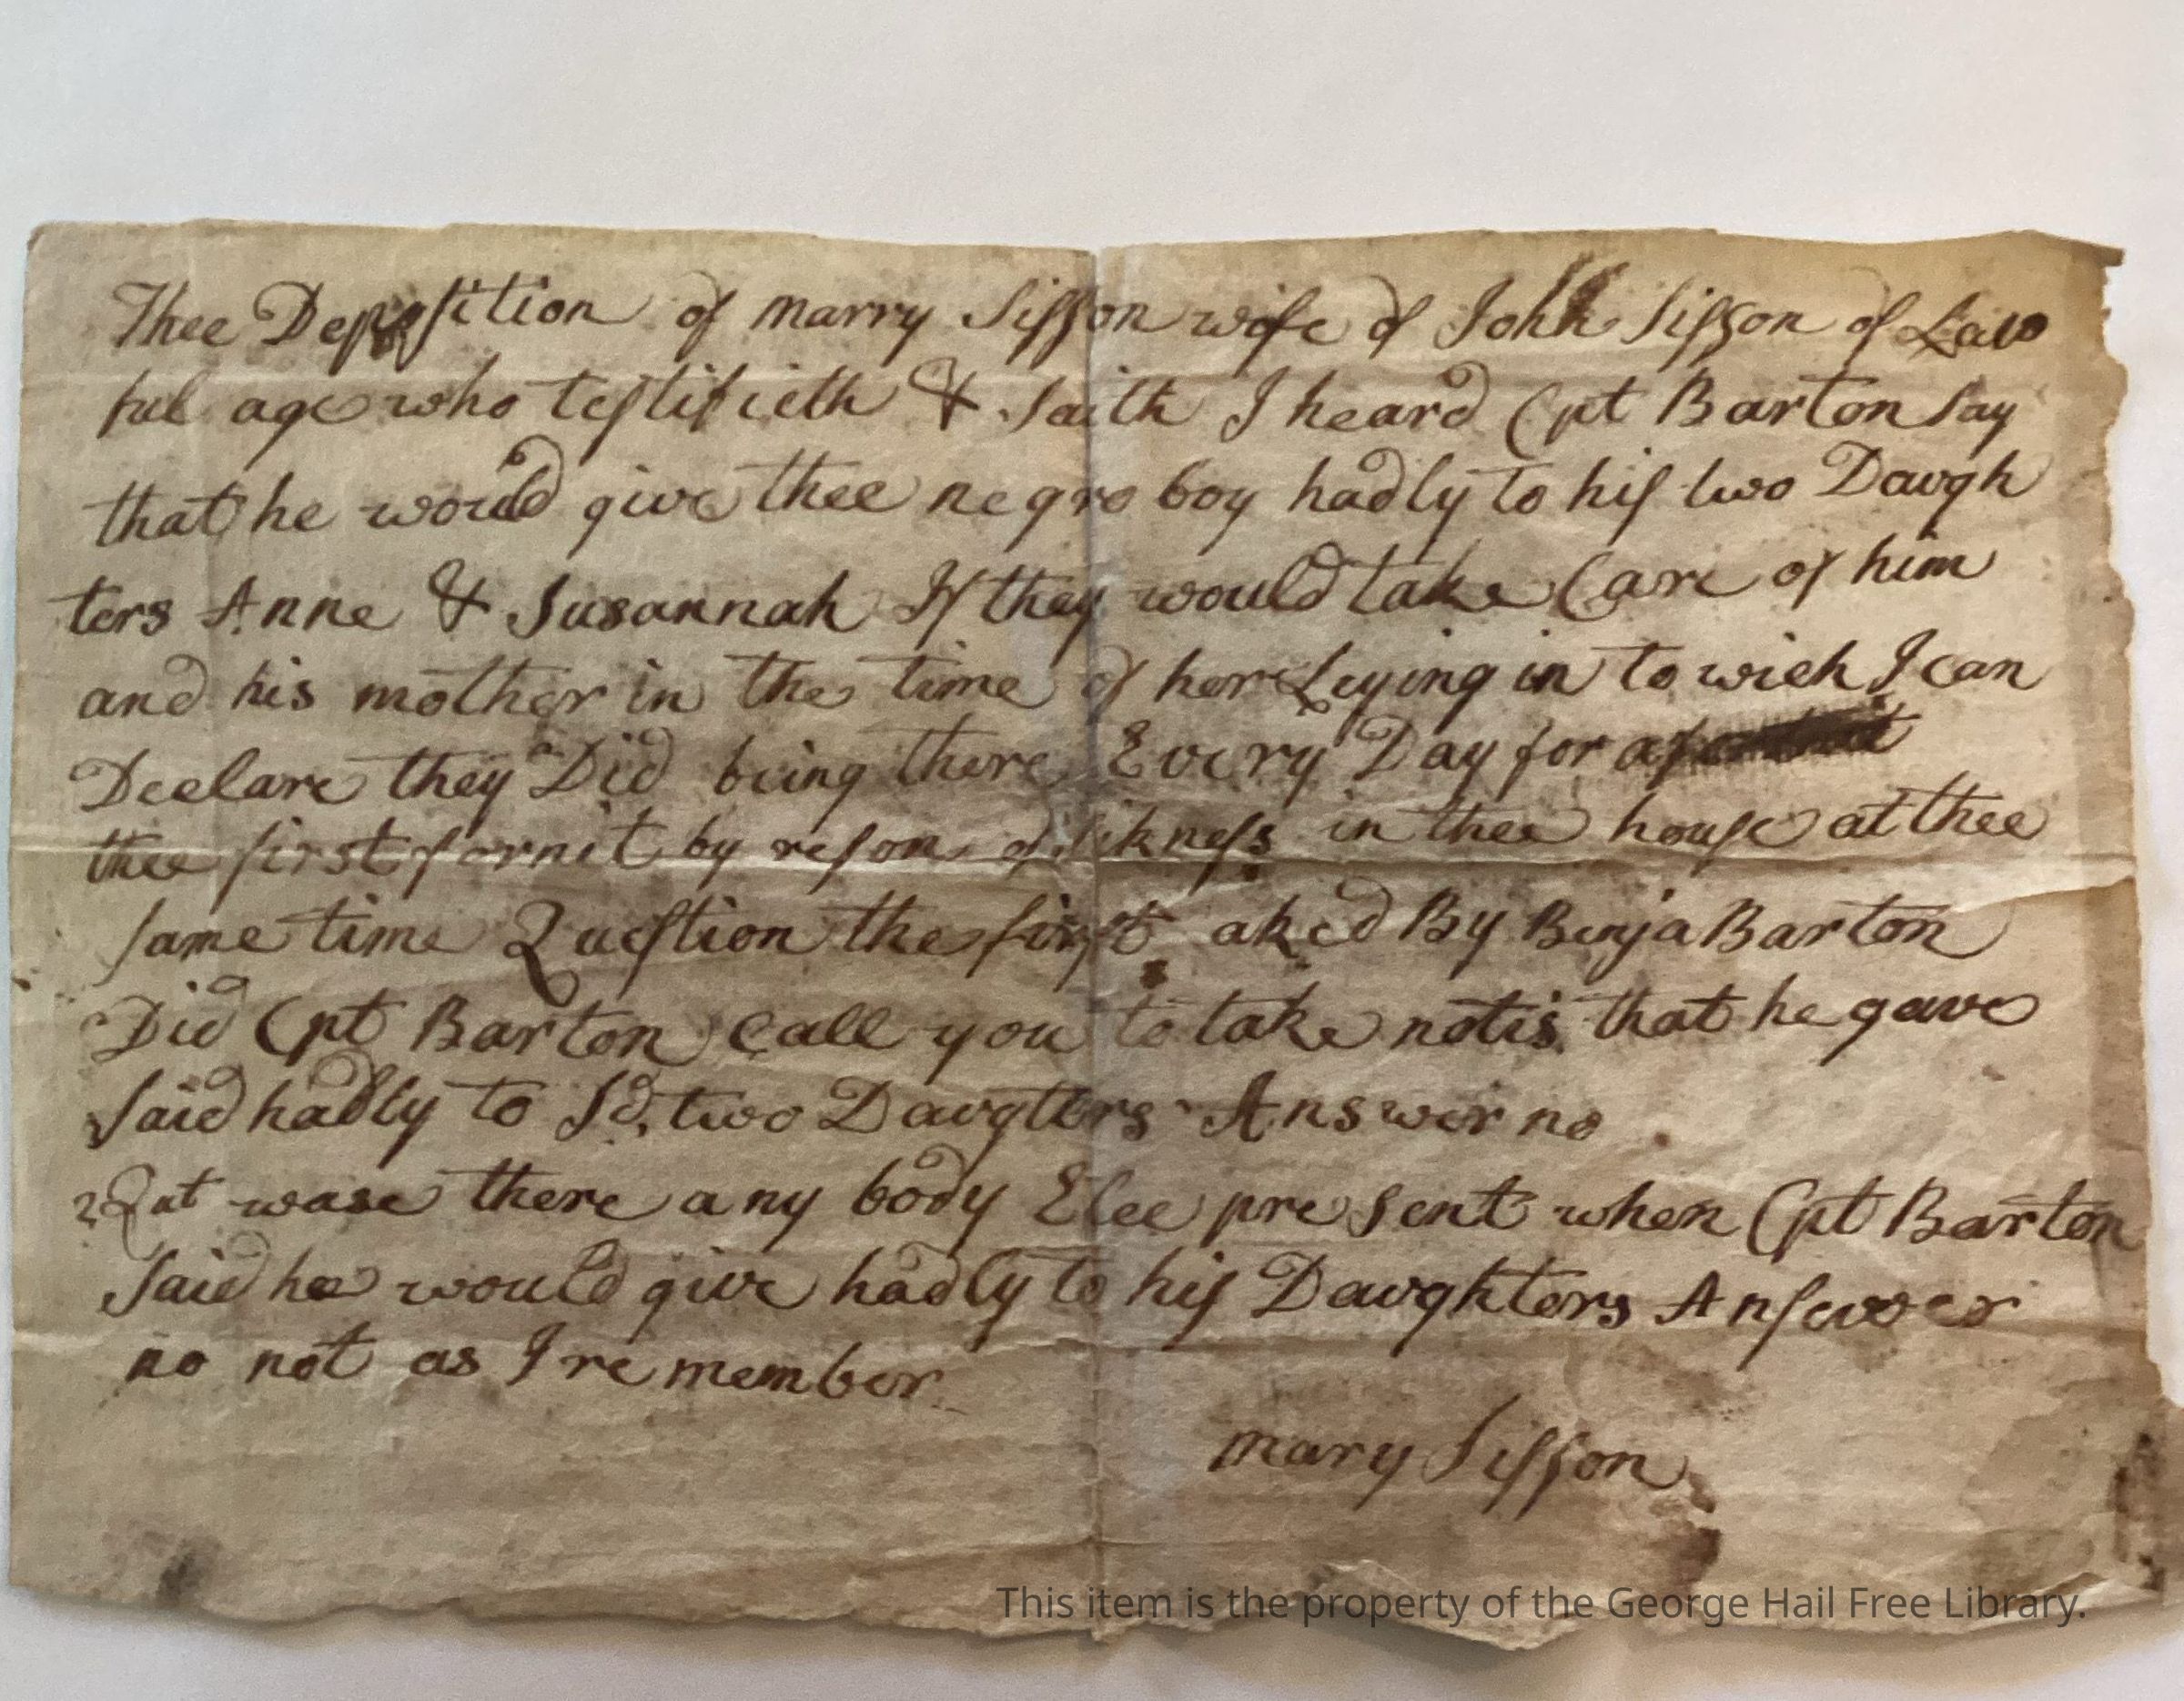 Thee Deposition of marry Sisson wife of John Sisson of Law
ful age who testifieth & Saith I heard Cpt Barton Say
that he would give thee negro boy hadly to his two Daugh
ters Anne & Susannah If they would take Care of him
and his mother in the time of her Leying in to wich I can
Declare they Did being there Every Day for a
thee first fornit by reson of sikness in thee house at thee
same time Question the first aked By Benja Barton
Did Cpt Barton Call you to take notis that he gave
Said hadly to Sd. two Daugters Answer no
2 Qut wase there any body Elce present when Cpt Barton
Said hee would give hadly to his Daughters Answer
no not as I remember
mary Sisson
This item is the property of the George Hail Free Library.